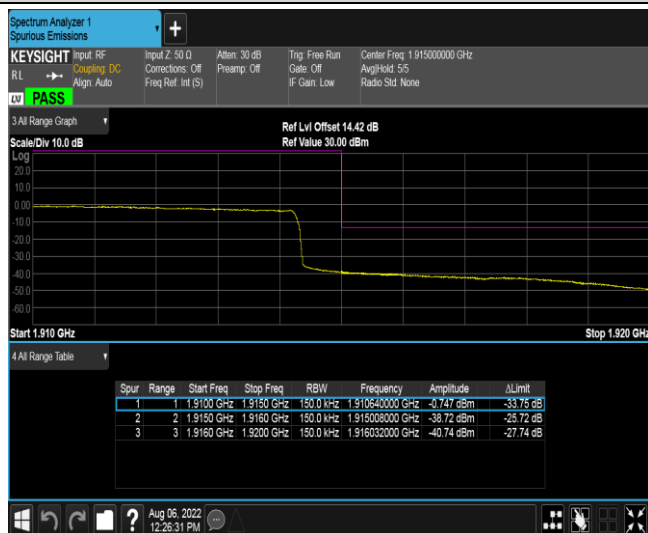 Spectrum Analyzer 1
Spurious Emissions
+
KEYSIGHT Input: RF Input Z: 50 Ω Atten: 30 dB Trig: Free Run Center Freq: 1.915000000 GHz
RL Coupling: DC Corrections: Off Preamp: Off Gate: Off Avg|Hold: 5/5
Align: Auto Freq Ref: Int (S) IF Gain: Low Radio Std: None
LXI PASS
3 All Range Graph
Ref Lvl Offset 14.42 dB
Scale/Div 10.0 dB Ref Value 30.00 dBm
Log
20.0
10.0
0.00
-10.0
-20.0
-30.0
-40.0
-50.0
-60.0
Start 1.910 GHz Stop 1.920 GHz
4 All Range Table
Spur Range Start Freq Stop Freq RBW Frequency Amplitude ΔLimit
1 1 1.9100 GHz 1.9150 GHz 150.0 kHz 1.910640000 GHz -0.747 dBm -33.75 dB
2 2 1.9150 GHz 1.9160 GHz 150.0 kHz 1.915008000 GHz -38.72 dBm -25.72 dB
3 3 1.9160 GHz 1.9200 GHz 150.0 kHz 1.916032000 GHz -40.74 dBm -27.74 dB
? Aug 06, 2022
12:26:31 PM